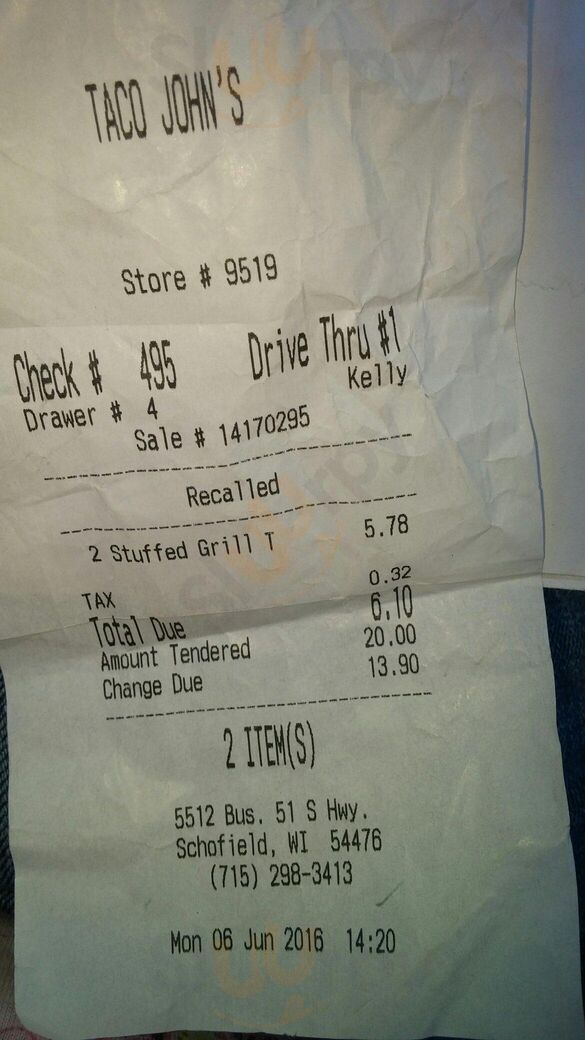 TACO JOHN'S
Store # 9519
Check # 495 Drive Thru #1
Drawer # 4 Kelly
Sale # 14170295
Recalled
2 Stuffed Grill T 5.78
TAX 0.32
Total Due 6.10
Amount Tendered 20.00
Change Due 13.90
2 ITEM(S)
5512 Bus. 51 S Hwy.
Schofield, WI 54476
(715) 298-3413
Mon 06 Jun 2016 14:20